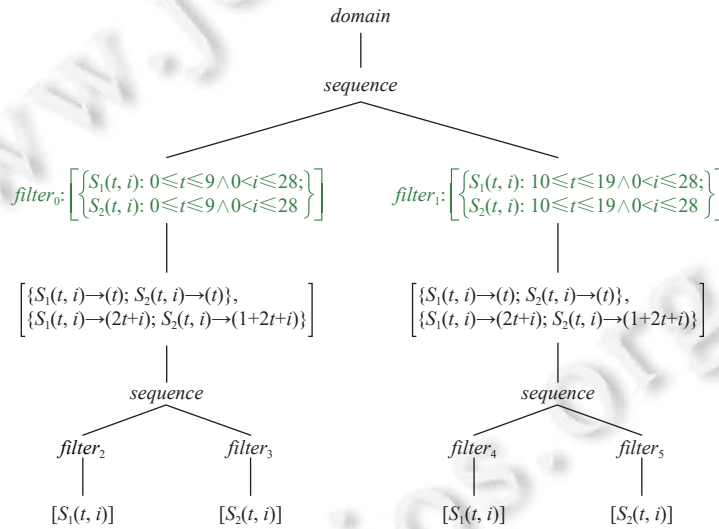 domain
sequence
filter₀: [{S₁(t, i): 0≤t≤9∧0<i≤28;
S₂(t, i): 0≤t≤9∧0<i≤28}]
filter₁: [{S₁(t, i): 10≤t≤19∧0<i≤28;
S₂(t, i): 10≤t≤19∧0<i≤28}]
[{S₁(t, i)→(t); S₂(t, i)→(t)},
{S₁(t, i)→(2t+i); S₂(t, i)→(1+2t+i)}]
[{S₁(t, i)→(t); S₂(t, i)→(t)},
{S₁(t, i)→(2t+i); S₂(t, i)→(1+2t+i)}]
sequence
sequence
filter₂
filter₃
filter₄
filter₅
[S₁(t, i)]
[S₂(t, i)]
[S₁(t, i)]
[S₂(t, i)]